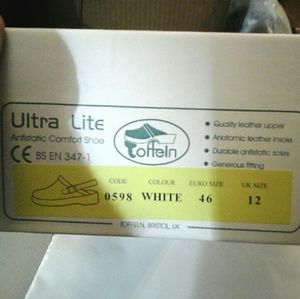 Ultra Lite
Antistatic Comfort Shoe
CE BS EN 347-1
Toffeln
Quality leather upper
Anatomic leather insole
Durable antistatic soles
Generous fitting
CODE COLOUR EURO SIZE UK SIZE
0598 WHITE 46 12
TOFFELN, BRISTOL, UK